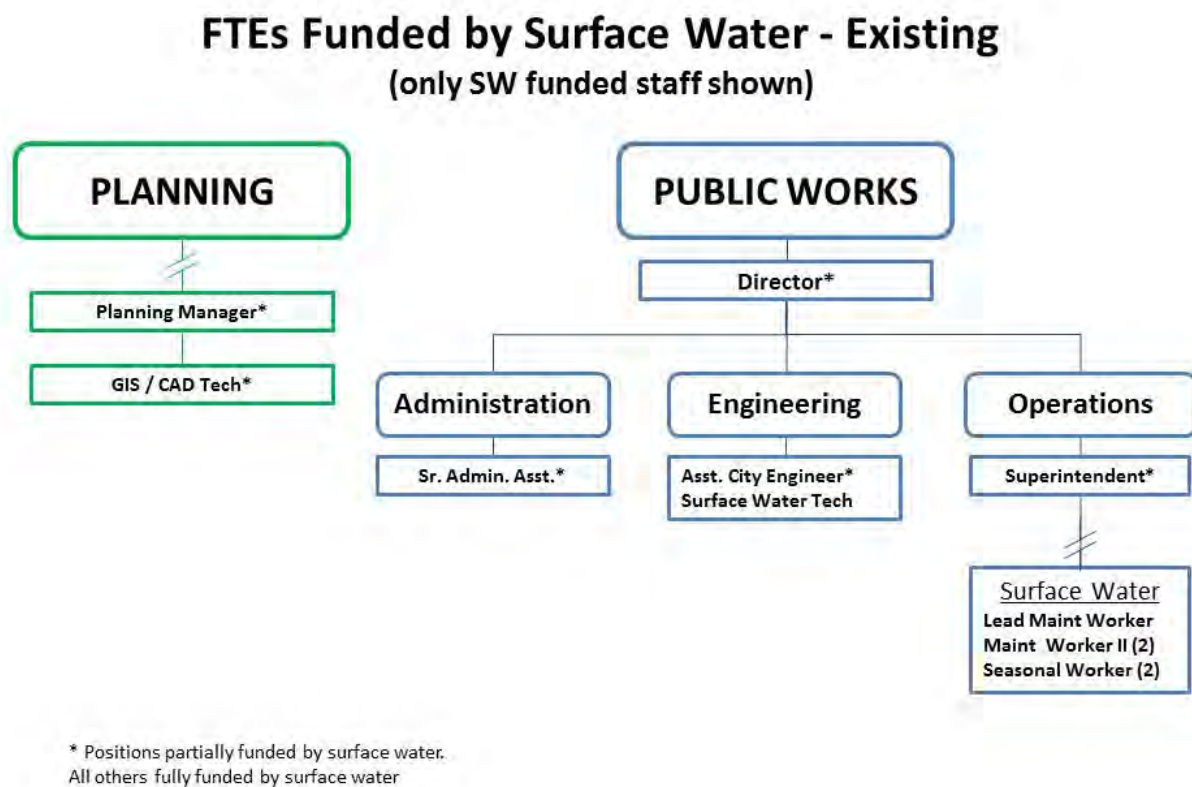 FTEs Funded by Surface Water - Existing
(only SW funded staff shown)
PLANNING
Planning Manager*
GIS / CAD Tech*
PUBLIC WORKS
Director*
Administration
Sr. Admin. Asst.*
Engineering
Asst. City Engineer*
Surface Water Tech
Operations
Superintendent*
Surface Water
Lead Maint Worker
Maint Worker II (2)
Seasonal Worker (2)
* Positions partially funded by surface water.
All others fully funded by surface water